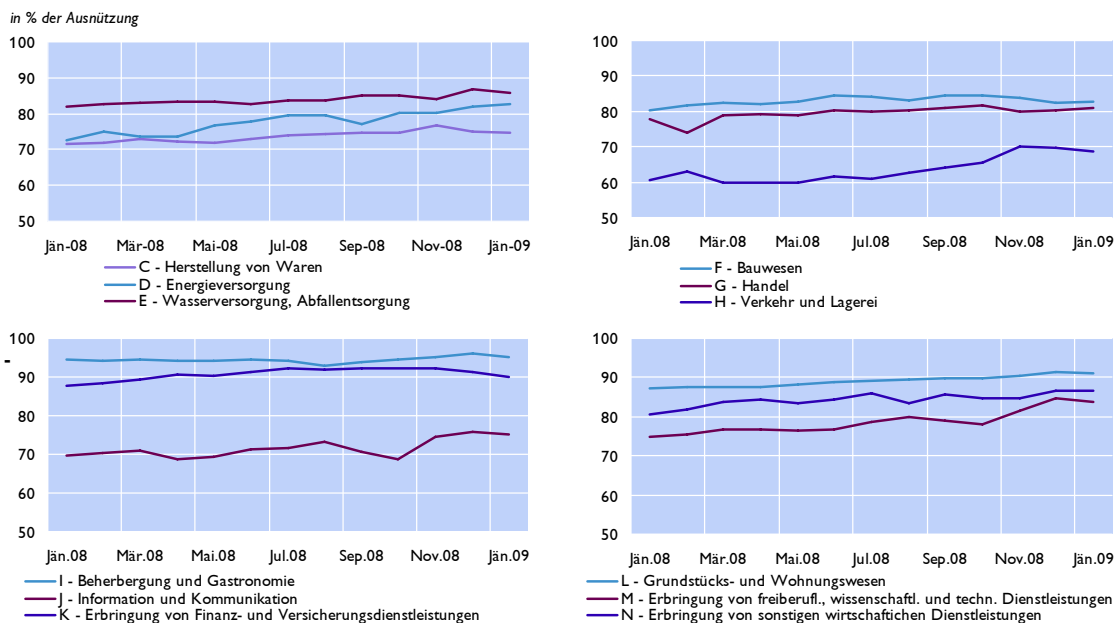 in % der Ausnützung
100
90
80
70
60
50
Jän-08 Mär-08 Mai-08 Jul-08 Sep-08 Nov-08 Jän-09
C - Herstellung von Waren
D - Energieversorgung
E - Wasserversorgung, Abfallentsorgung
100
90
80
70
60
50
Jän.08 Mär.08 Mai.08 Jul.08 Sep.08 Nov.08 Jän.09
F - Bauwesen
G - Handel
H - Verkehr und Lagerei
100
90
80
70
60
50
Jän.08 Mär.08 Mai.08 Jul.08 Sep.08 Nov.08 Jän.09
I - Beherbergung und Gastronomie
J - Information und Kommunikation
K - Erbringung von Finanz- und Versicherungsdienstleistungen
100
90
80
70
60
50
Jän.08 Mär.08 Mai.08 Jul.08 Sep.08 Nov.08 Jän.09
L - Grundstücks- und Wohnungswesen
M - Erbringung von freiberufl., wissenschaftl. und techn. Dienstleistungen
N - Erbringung von sonstigen wirtschaftichen Dienstleistungen